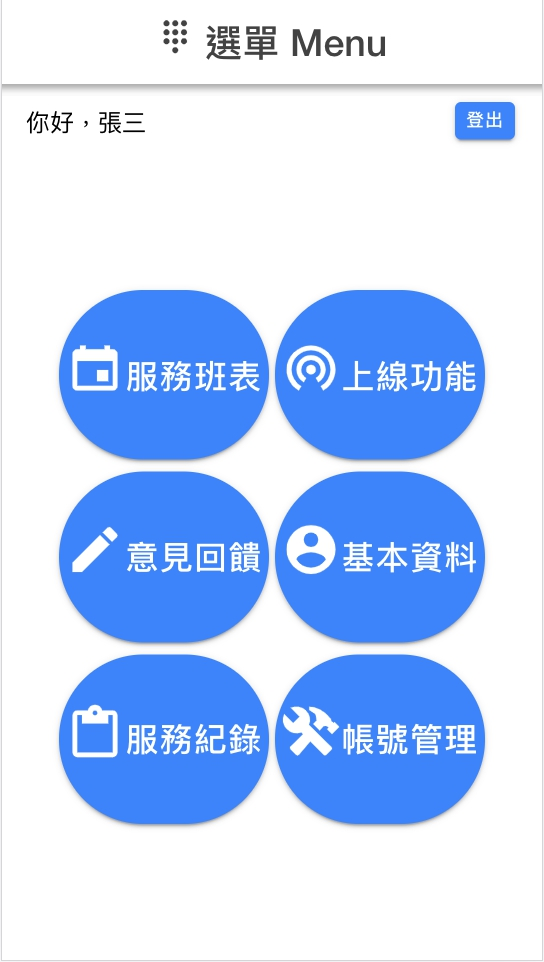 選單 Menu
你好，張三
登出
服務班表
上線功能
意見回饋
基本資料
服務紀錄
帳號管理